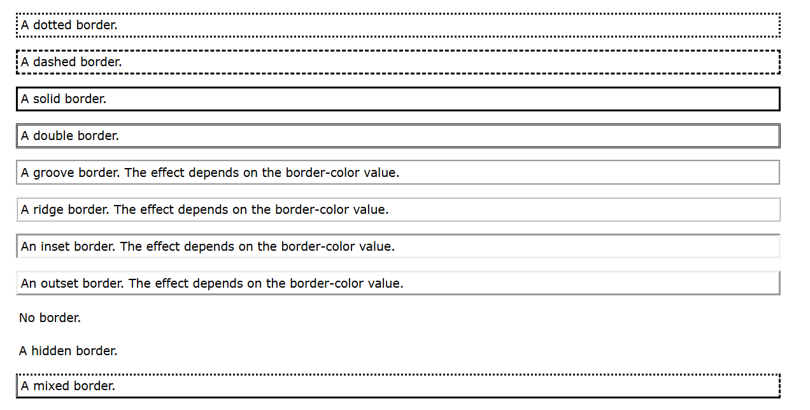 A dotted border.
A dashed border.
A solid border.
A double border.
A groove border. The effect depends on the border-color value.
A ridge border. The effect depends on the border-color value.
An inset border. The effect depends on the border-color value.
An outset border. The effect depends on the border-color value.
No border.
A hidden border.
A mixed border.